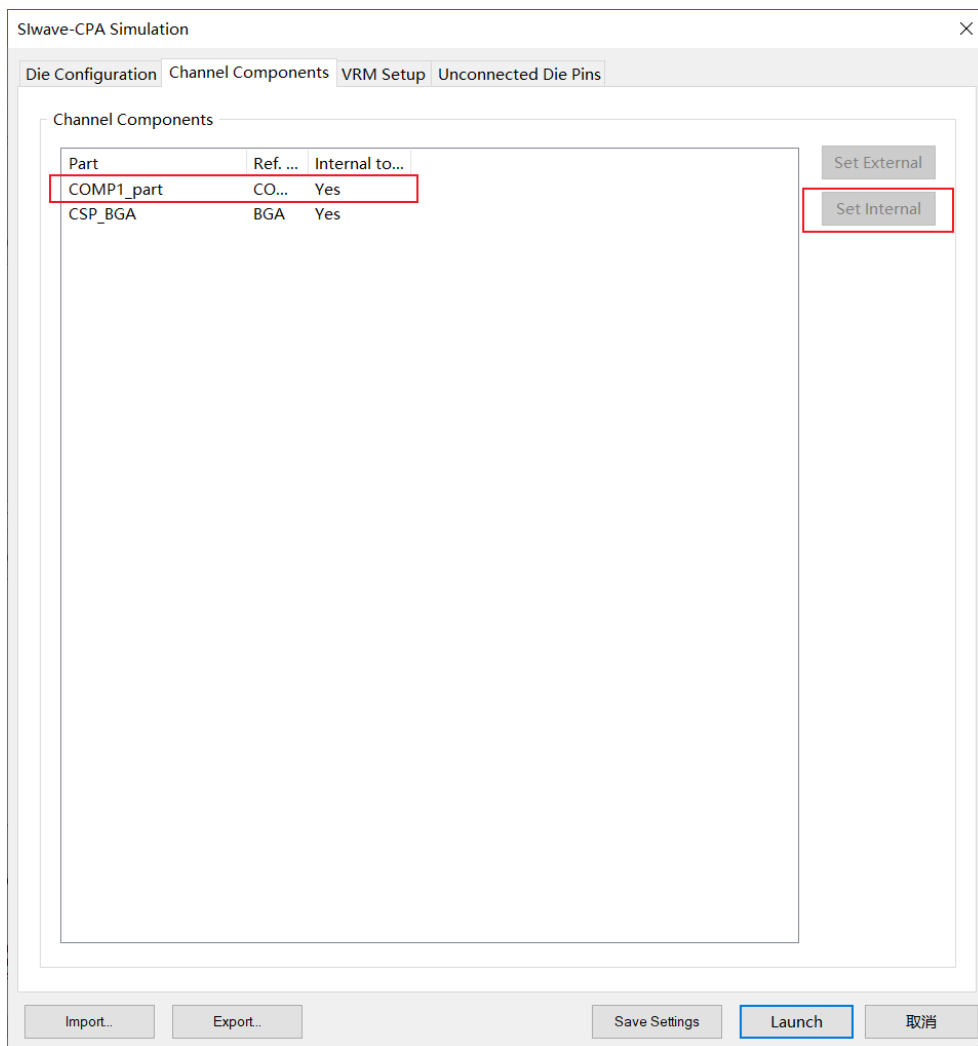 SIwave-CPA Simulation
Die Configuration Channel Components VRM Setup Unconnected Die Pins
Channel Components
Part Ref. ... Internal to...
Set External
COMP1_part CO... Yes
Set Internal
CSP_BGA BGA Yes
Import... Export... Save Settings Launch 取消